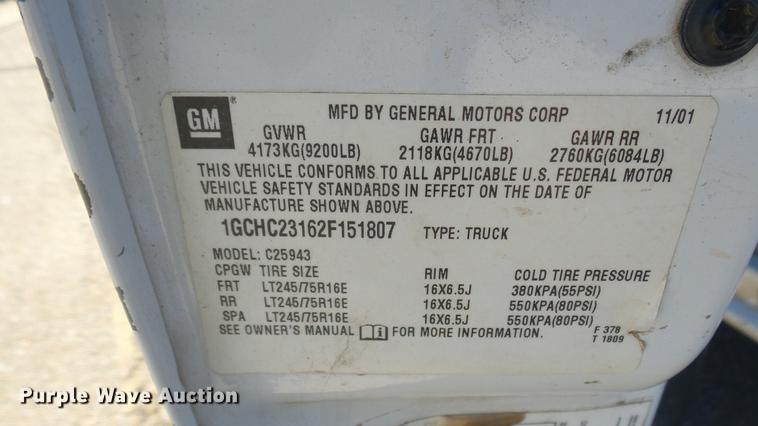 GM ® MFD BY GENERAL MOTORS CORP 11/01
GVWR GAWR FRT GAWR RR
4173KG(9200LB) 2118KG(4670LB) 2760KG(6084LB)
THIS VEHICLE CONFORMS TO ALL APPLICABLE U.S. FEDERAL MOTOR
VEHICLE SAFETY STANDARDS IN EFFECT ON THE DATE OF
MANUFACTURE SHOWN ABOVE.
1GCHC23162F151807 TYPE: TRUCK
MODEL: C25943
CPGW TIRE SIZE RIM COLD TIRE PRESSURE
FRT LT245/75R16E 16X6.5J 380KPA(55PSI)
RR LT245/75R16E 16X6.5J 550KPA(80PSI)
SPA LT245/75R16E 16X6.5J 550KPA(80PSI)
SEE OWNER'S MANUAL FOR MORE INFORMATION. F 378
T 1809
Purple Wave Auction